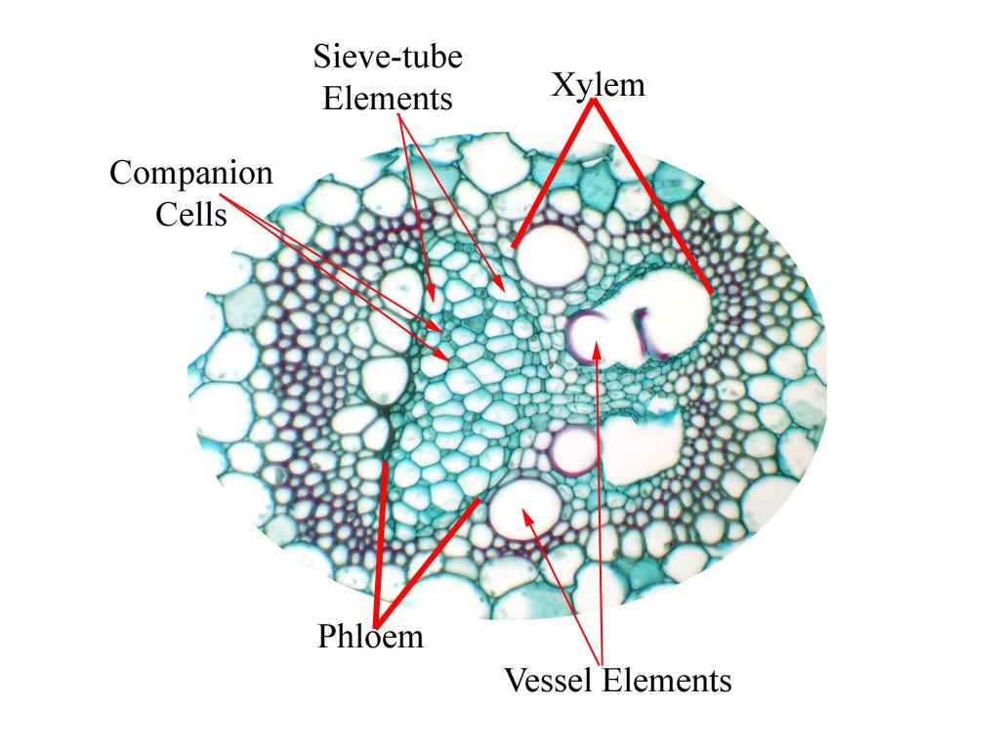 Sieve-tube
Elements
Xylem
Companion
Cells
Phloem
Vessel Elements